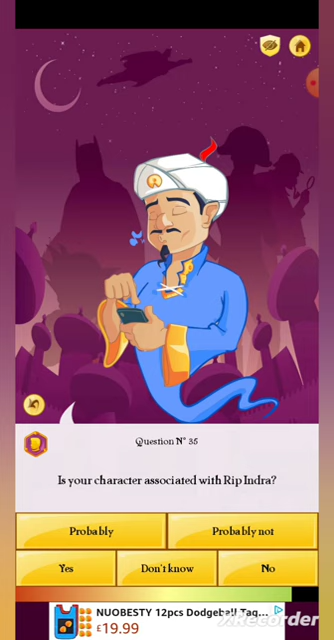 Question N° 35
Is your character associated with Rip Indra?
Probably
Probably not
Yes
Don't know
No
NUOBESTY 12pcs Dodgeball Tag...
£19.99
XRecorder